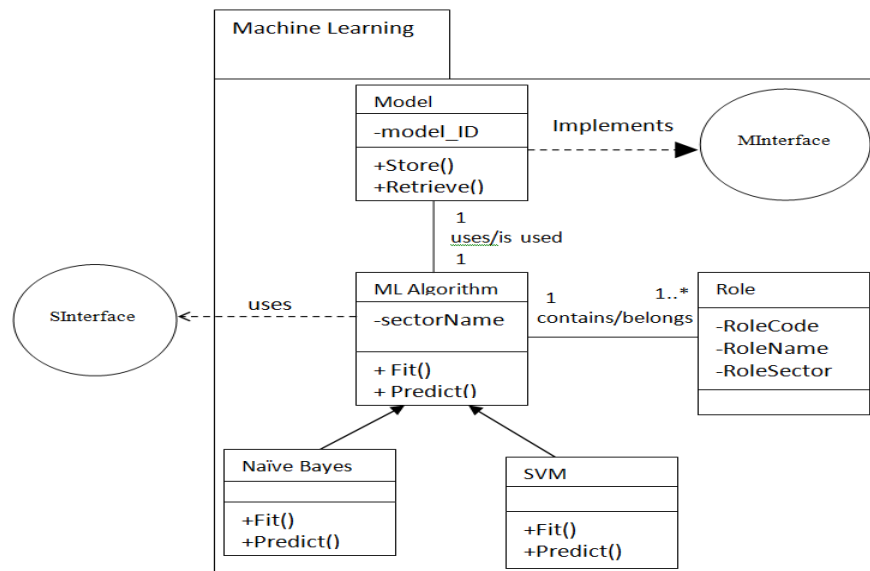 Machine Learning
Model
-model_ID
+Store()
+Retrieve()
Implements
MInterface
1
uses/is used
1
SInterface
uses
ML Algorithm
-sectorName
+ Fit()
+ Predict()
1 1..*
contains/belongs
Role
-RoleCode
-RoleName
-RoleSector
Naïve Bayes
+Fit()
+Predict()
SVM
+Fit()
+Predict()